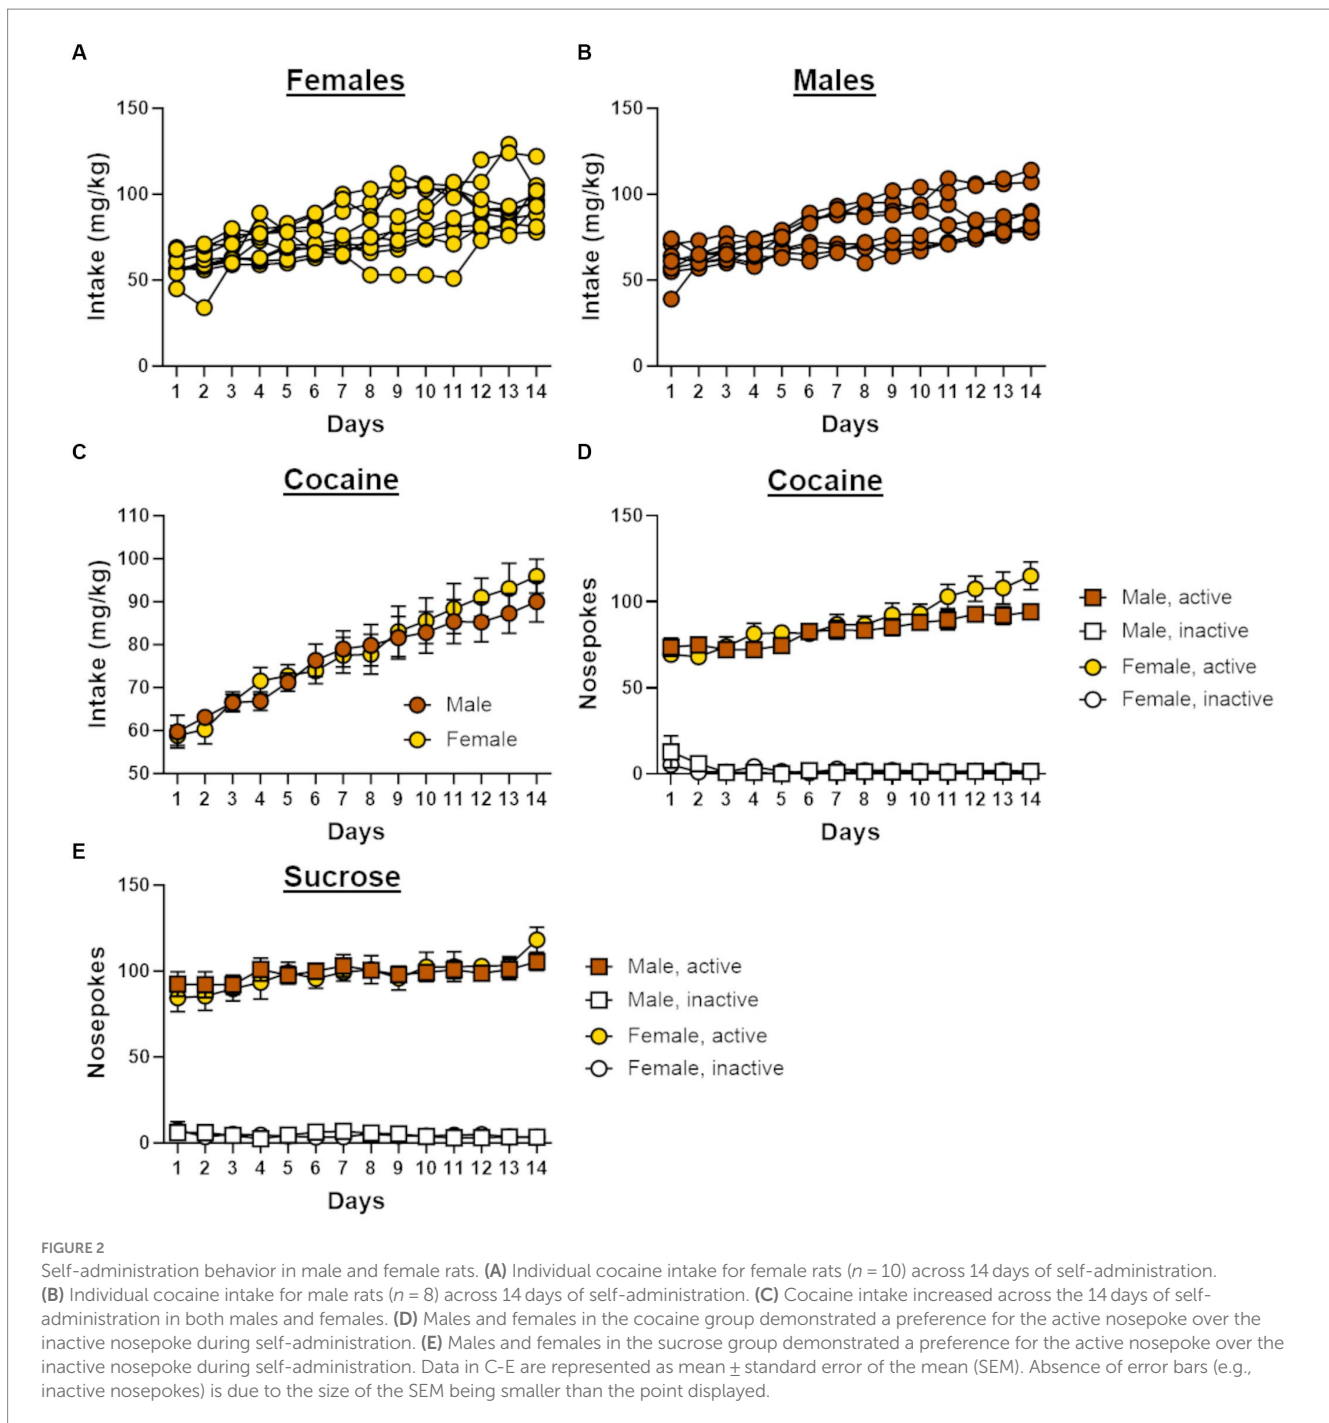 A
Females
150
100
50
0
Intake (mg/kg)
1 2 3 4 5 6 7 8 9 10 11 12 13 14
Days
B
Males
150
100
50
0
Intake (mg/kg)
1 2 3 4 5 6 7 8 9 10 11 12 13 14
Days
C
Cocaine
110
100
90
80
70
60
50
Intake (mg/kg)
Male
Female
1 2 3 4 5 6 7 8 9 10 11 12 13 14
Days
D
Cocaine
150
100
50
0
Nosepokes
1 2 3 4 5 6 7 8 9 10 11 12 13 14
Days
Male, active
Male, inactive
Female, active
Female, inactive
E
Sucrose
150
100
50
0
Nosepokes
1 2 3 4 5 6 7 8 9 10 11 12 13 14
Days
Male, active
Male, inactive
Female, active
Female, inactive
FIGURE 2
Self-administration behavior in male and female rats. (A) Individual cocaine intake for female rats (n = 10) across 14 days of self-administration.
(B) Individual cocaine intake for male rats (n = 8) across 14 days of self-administration. (C) Cocaine intake increased across the 14 days of self-
administration in both males and females. (D) Males and females in the cocaine group demonstrated a preference for the active nosepoke over the
inactive nosepoke during self-administration. (E) Males and females in the sucrose group demonstrated a preference for the active nosepoke over the
inactive nosepoke during self-administration. Data in C-E are represented as mean ± standard error of the mean (SEM). Absence of error bars (e.g.,
inactive nosepokes) is due to the size of the SEM being smaller than the point displayed.